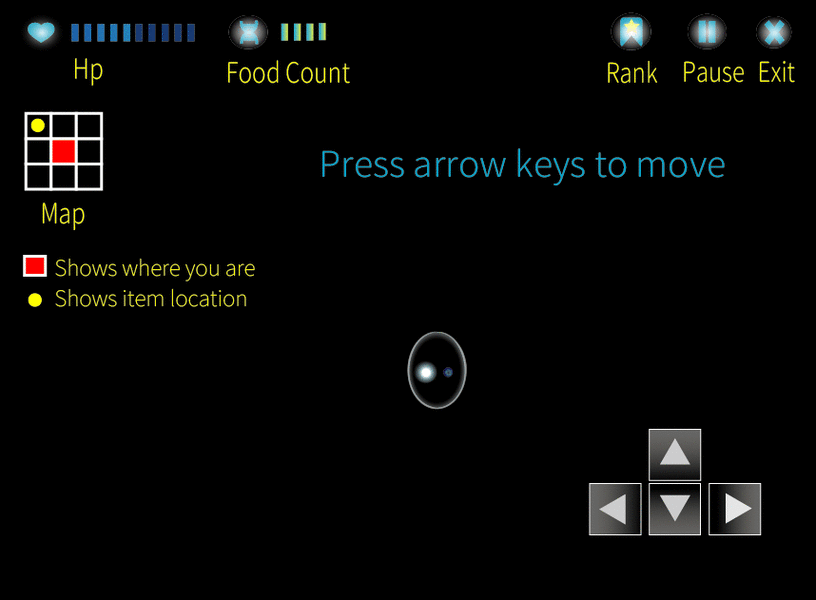 Hp
Food Count
Rank
Pause
Exit
Press arrow keys to move
Map
Shows where you are
Shows item location